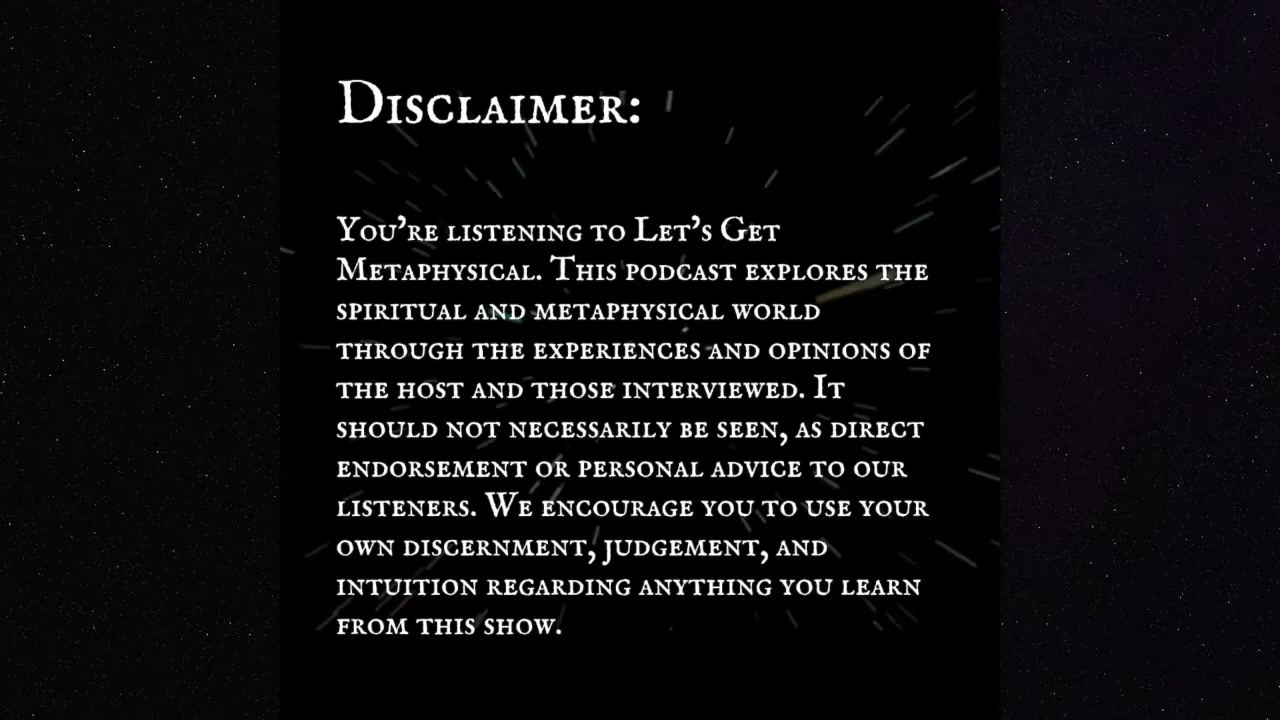 Disclaimer:
You're listening to Let's Get
Metaphysical. This podcast explores the
spiritual and metaphysical world
through the experiences and opinions of
the host and those interviewed. It
should not necessarily be seen, as direct
endorsement or personal advice to our
listeners. We encourage you to use your
own discernment, judgement, and
intuition regarding anything you learn
from this show.